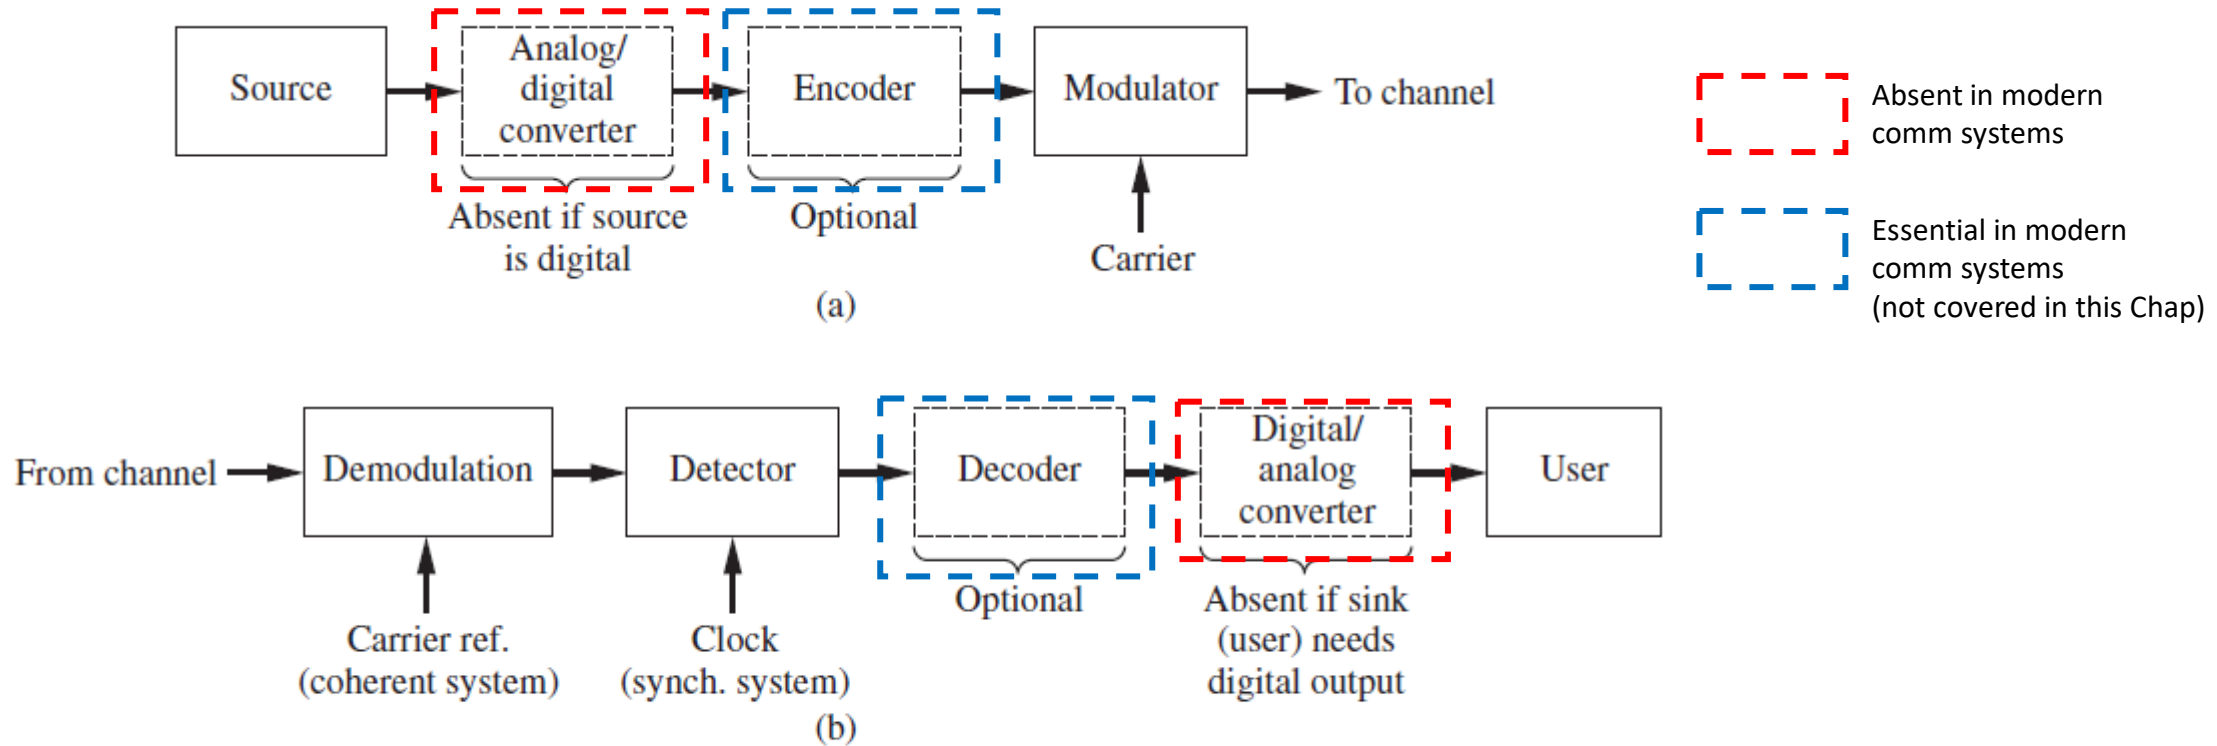 Source
Analog/
digital
converter
Encoder
Modulator
To channel
Absent if source
is digital
Optional
Carrier
(a)
Absent in modern
comm systems
Essential in modern
comm systems
(not covered in this Chap)
From channel
Demodulation
Detector
Decoder
Digital/
analog
converter
User
Carrier ref.
(coherent system)
Clock
(synch. system)
Optional
Absent if sink
(user) needs
digital output
(b)